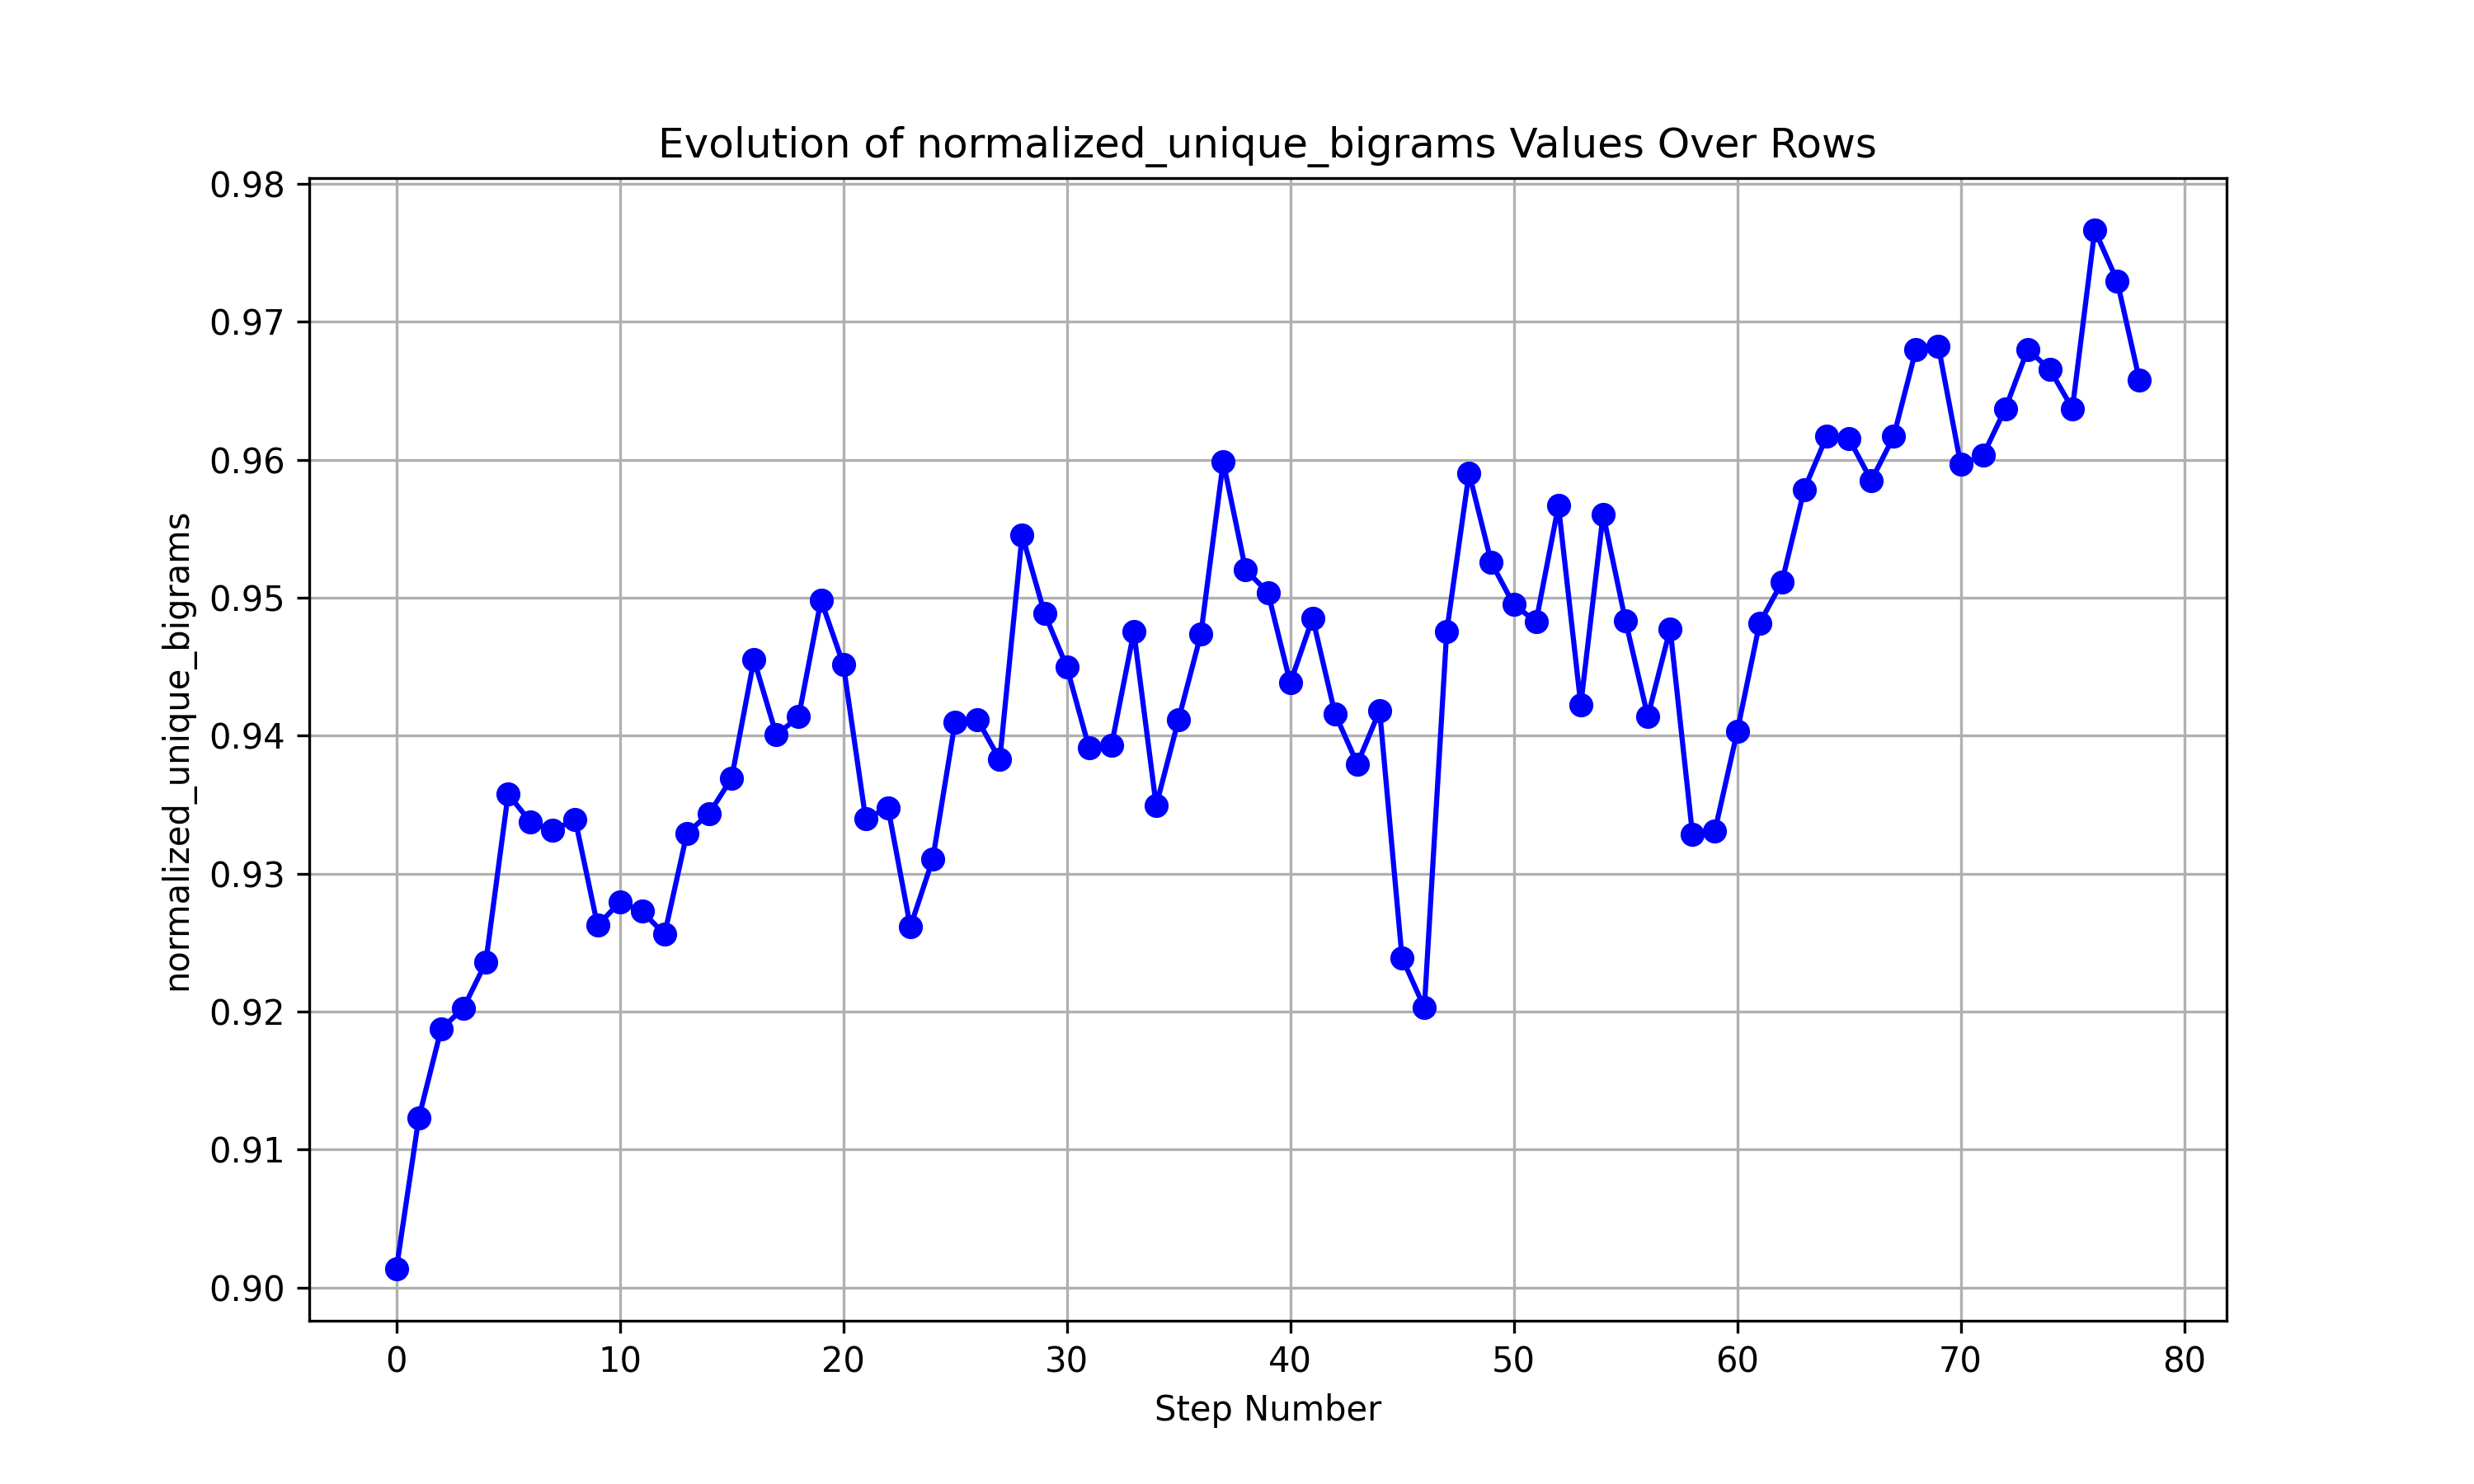 Evolution of normalized_unique_bigrams Values Over Rows
normalized_unique_bigrams
0.98
0.97
0.96
0.95
0.94
0.93
0.92
0.91
0.90
0 10 20 30 40 50 60 70 80
Step Number